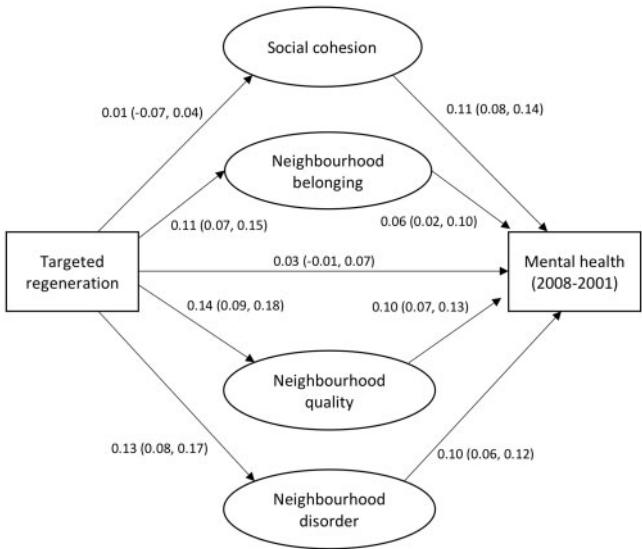 Social cohesion
0.01 (-0.07, 0.04)
0.11 (0.08, 0.14)
Neighbourhood
belonging
0.11 (0.07, 0.15)
0.06 (0.02, 0.10)
Targeted
regeneration
0.03 (-0.01, 0.07)
Mental health
(2008-2001)
0.14 (0.09, 0.18)
0.10 (0.07, 0.13)
Neighbourhood
quality
0.13 (0.08, 0.17)
0.10 (0.06, 0.12)
Neighbourhood
disorder